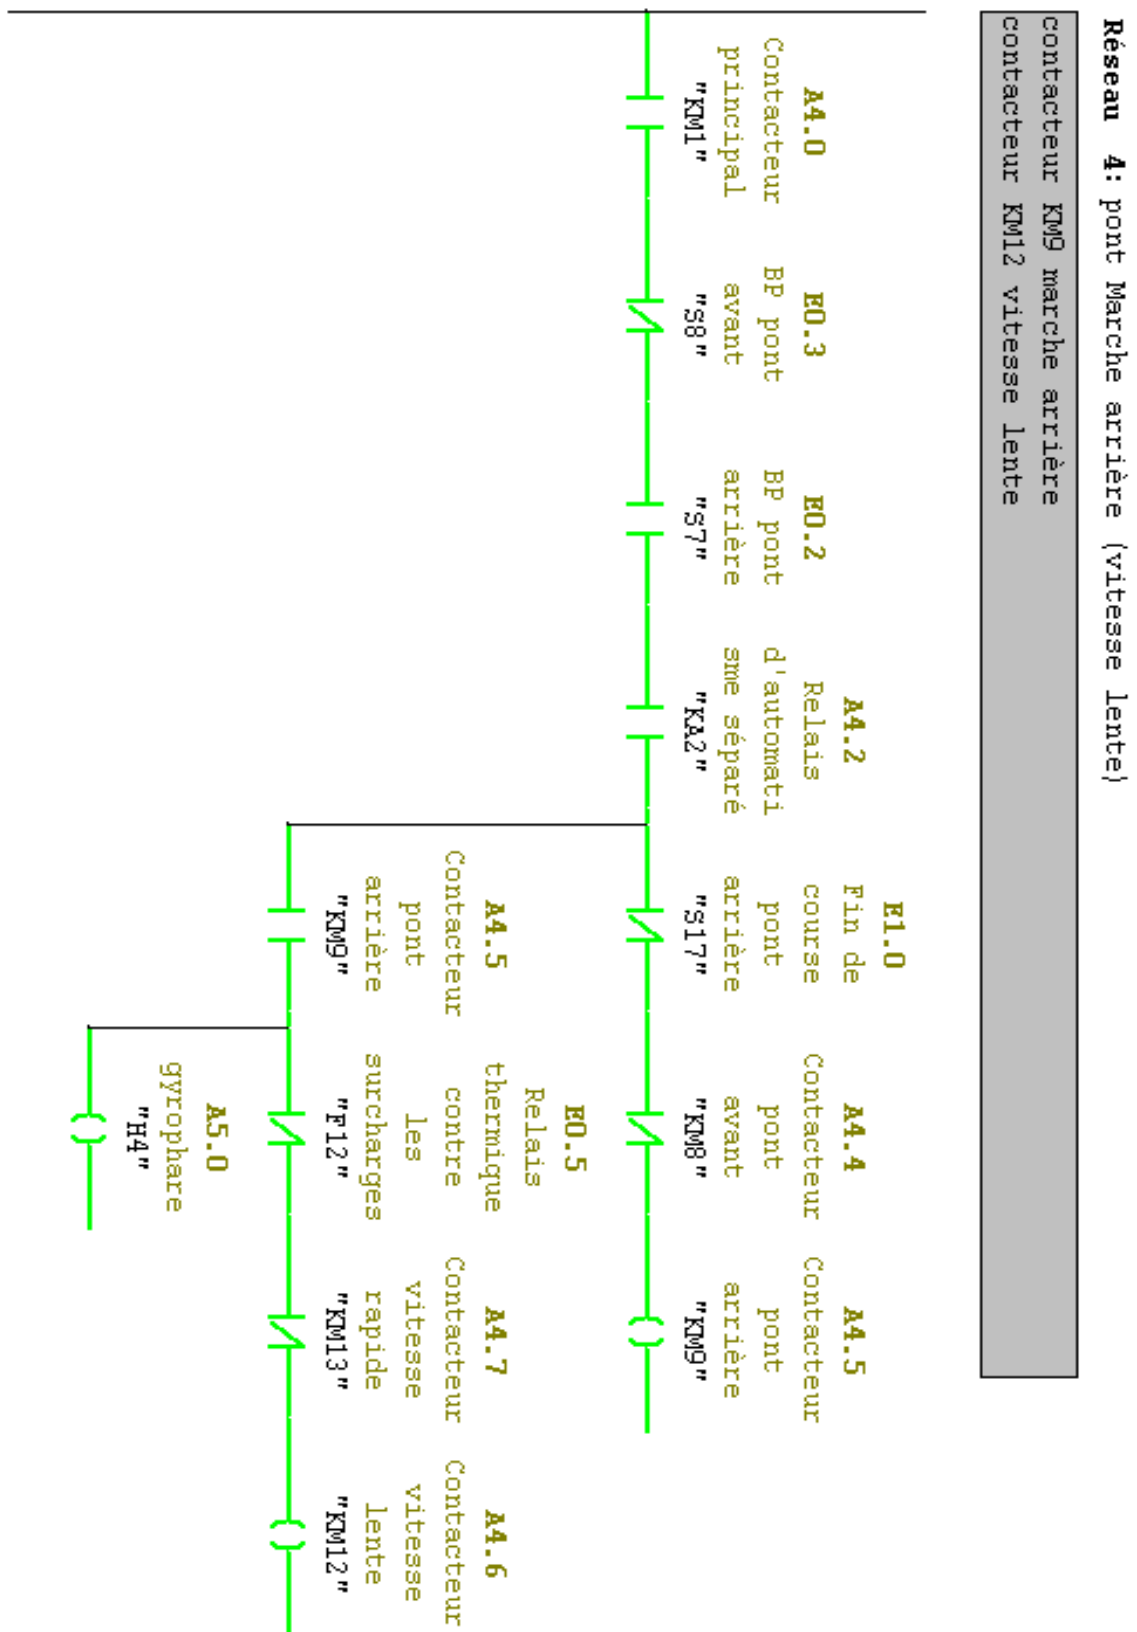 Réseau 4: pont Marche arrière (vitesse lente)
contacteur KM9 marche arrière
contacteur KM12 vitesse lente
A4.0
Contacteur
principal
"KM1"
E0.3
BP pont
avant
"S8"
E0.2
BP pont
arrière
"S7"
A4.2
Relais
d'automati
sme séparé
"KA2"
E1.0
Fin de
course
pont
arrière
"S17"
A4.4
Contacteur
pont
avant
"KM8"
A4.5
Contacteur
pont
arrière
"KM9"
A4.5
Contacteur
pont
arrière
"KM9"
E0.5
Relais
thermique
contre
les
surcharges
"F12"
A4.7
Contacteur
vitesse
rapide
"KM13"
A4.6
Contacteur
vitesse
lente
"KM12"
A5.0
gyrophare
"H4"